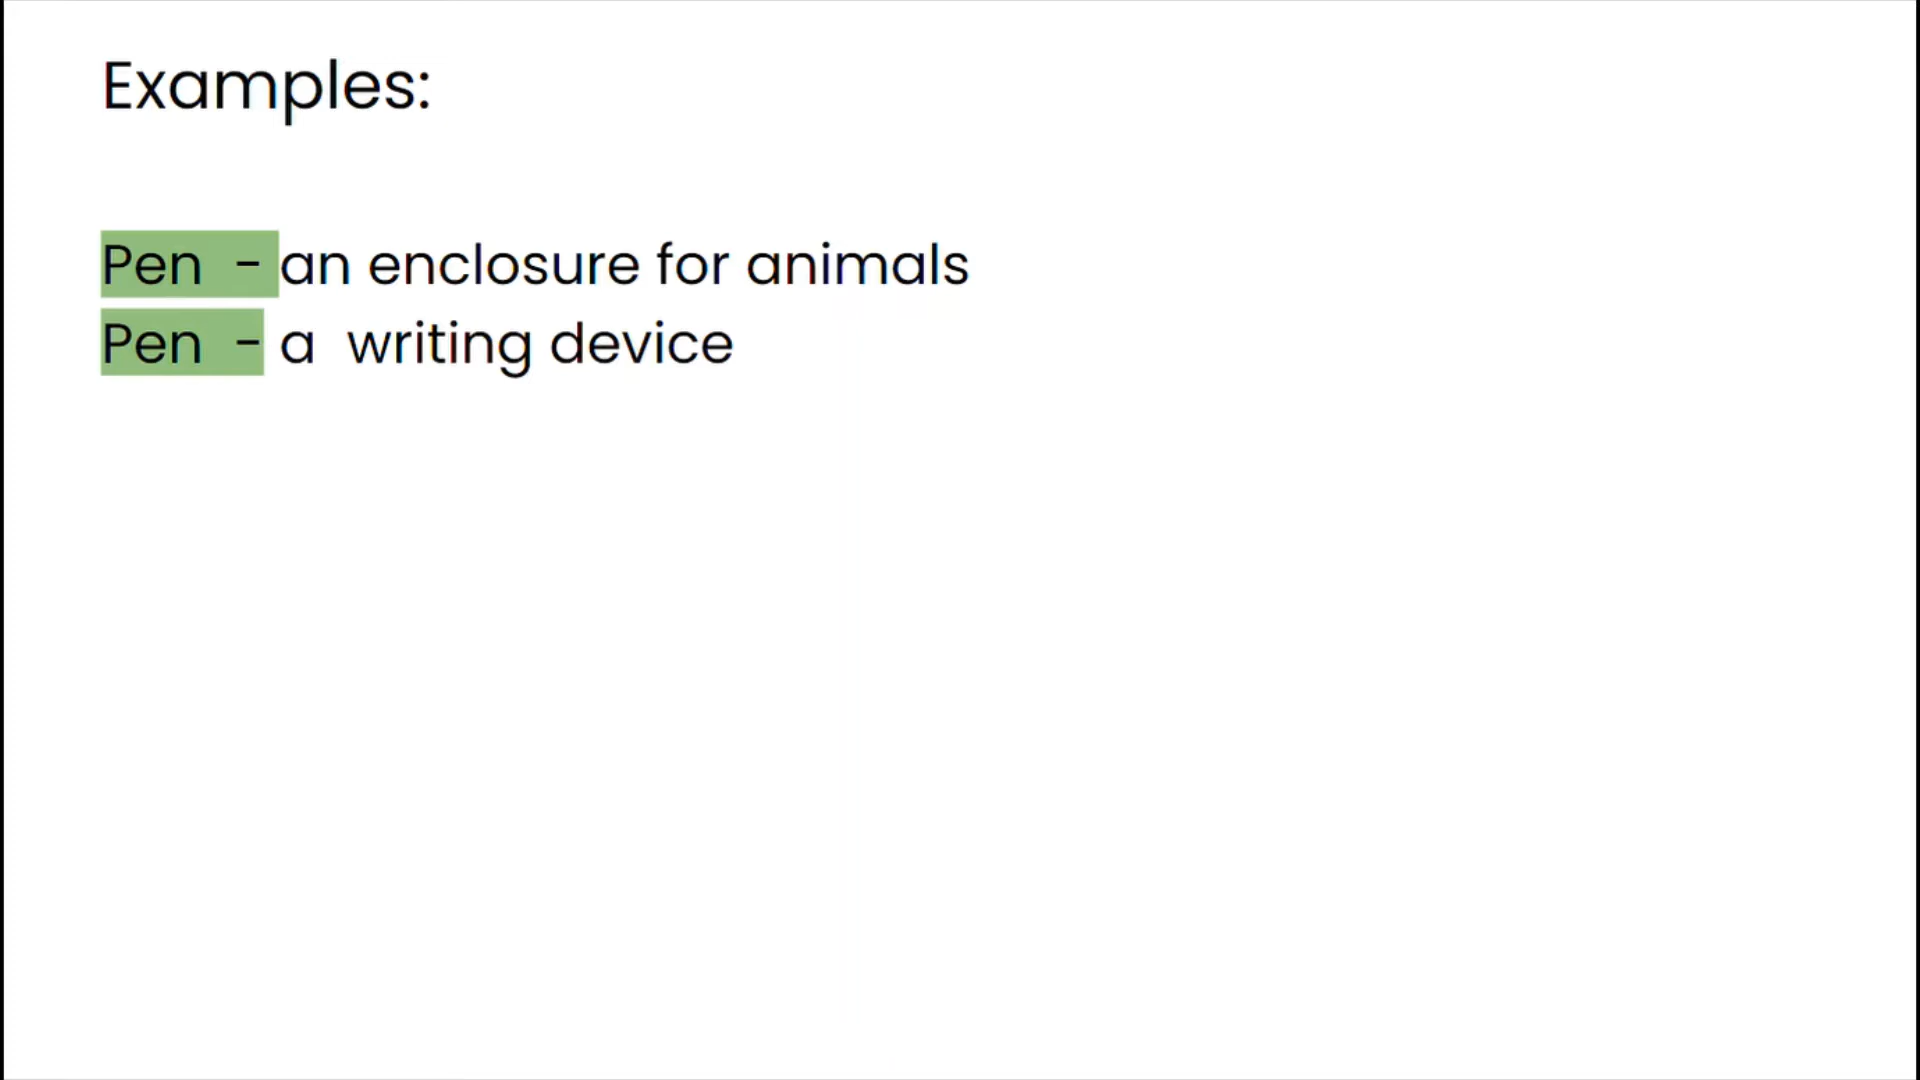 Examples:
Pen  - an enclosure for animals
Pen  - a  writing device